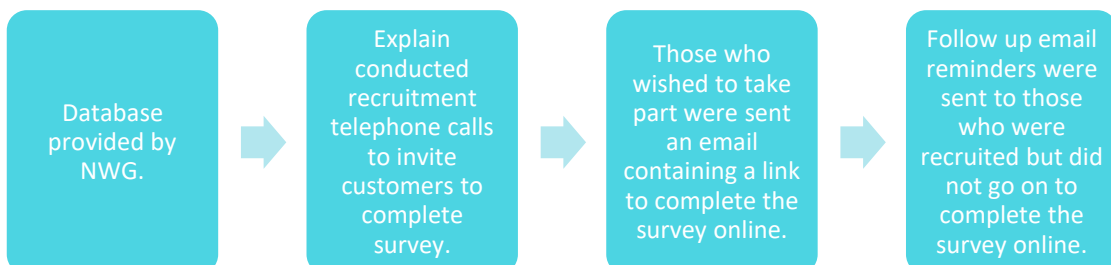 Database
provided by
NWG.
Explain
conducted
recruitment
telephone calls
to invite
customers to
complete
survey.
Those who
wished to take
part were sent
an email
containing a link
to complete the
survey online.
Follow up email
reminders were
sent to those
who were
recruited but did
not go on to
complete the
survey online.